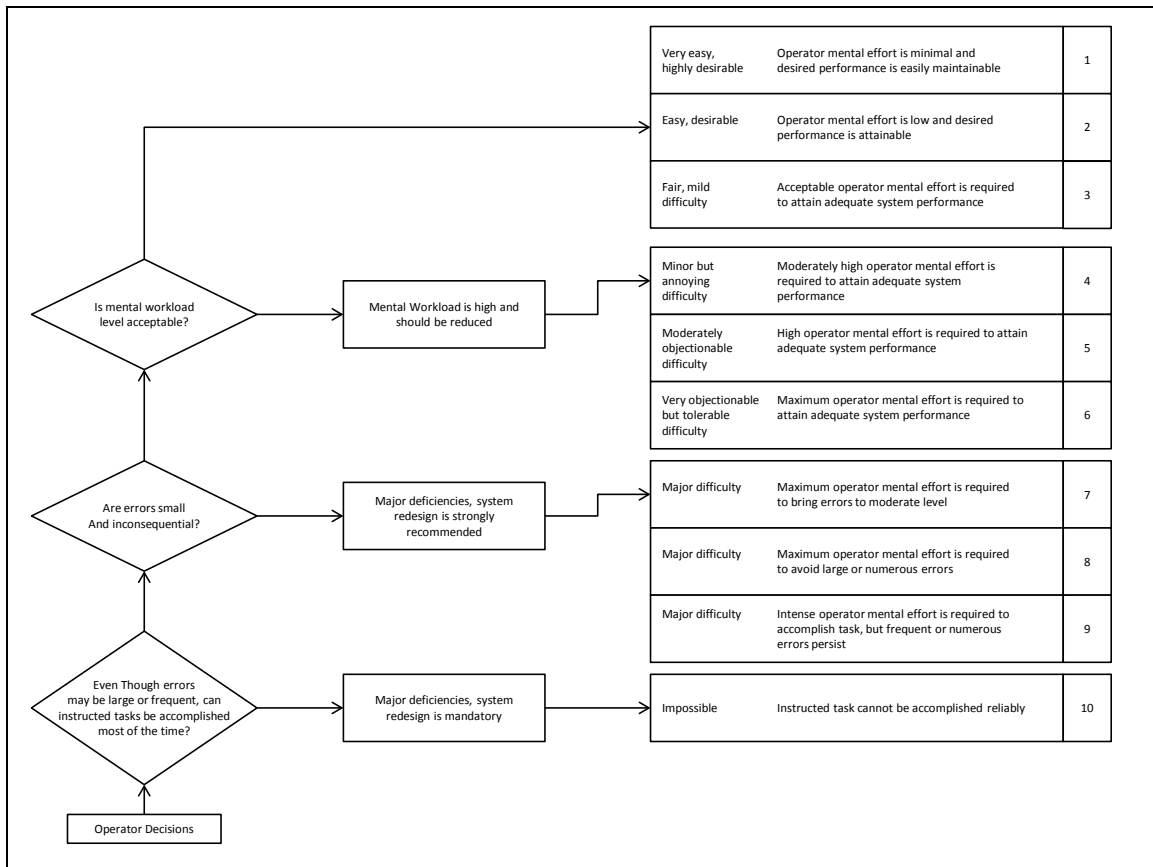 Very easy,
highly desirable
Operator mental effort is minimal and
desired performance is easily maintainable
1
Easy, desirable
Operator mental effort is low and desired
performance is attainable
2
Fair, mild
difficulty
Acceptable operator mental effort is required
to attain adequate system performance
3
Is mental workload
level acceptable?
Mental Workload is high and
should be reduced
Minor but
annoying
difficulty
Moderately high operator mental effort is
required to attain adequate system
performance
4
Moderately
objectionable
difficulty
High operator mental effort is required to attain
adequate system performance
5
Very objectionable
but tolerable
difficulty
Maximum operator mental effort is required to
attain adequate system performance
6
Are errors small
And inconsequential?
Major deficiencies, system
redesign is strongly
recommended
Major difficulty
Maximum operator mental effort is required
to bring errors to moderate level
7
Major difficulty
Maximum operator mental effort is required
to avoid large or numerous errors
8
Major difficulty
Intense operator mental effort is required to
accomplish task, but frequent or numerous
errors persist
9
Even Though errors
may be large or frequent, can
instructed tasks be accomplished
most of the time?
Major deficiencies, system
redesign is mandatory
Impossible
Instructed task cannot be accomplished reliably
10
Operator Decisions